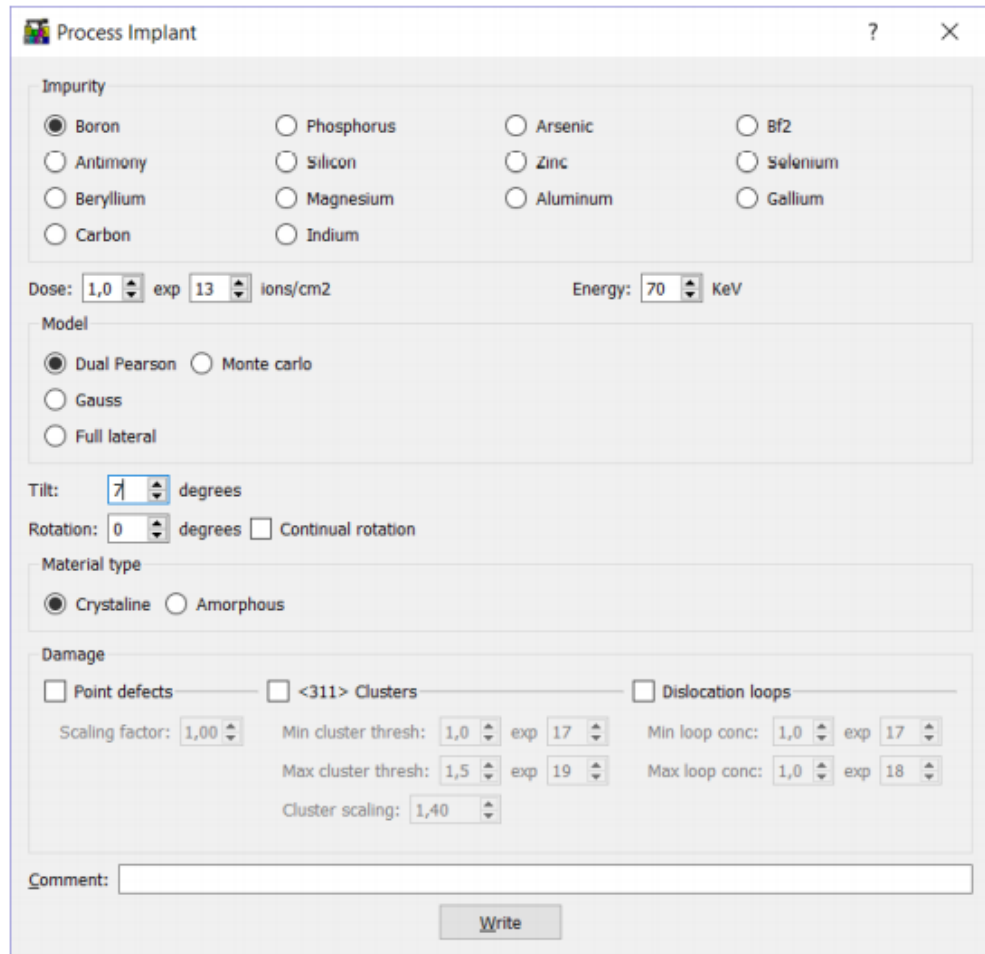 Process Implant ?
Impurity
Boron Phosphorus Arsenic Bf2
Antimony Silicon Zinc Selenium
Beryllium Magnesium Aluminum Gallium
Carbon Indium
Dose: 1,0 exp 13 ions/cm2 Energy: 70 KeV
Model
Dual Pearson Monte carlo
Gauss
Full lateral
Tilt: 7 degrees
Rotation: 0 degrees Continual rotation
Material type
Crystaline Amorphous
Damage
Point defects <311> Clusters Dislocation loops
Scaling factor: 1,00 Min cluster thresh: 1,0 exp 17 Min loop conc: 1,0 exp 17
Max cluster thresh: 1,5 exp 19 Max loop conc: 1,0 exp 18
Cluster scaling: 1,40
Comment:
Write